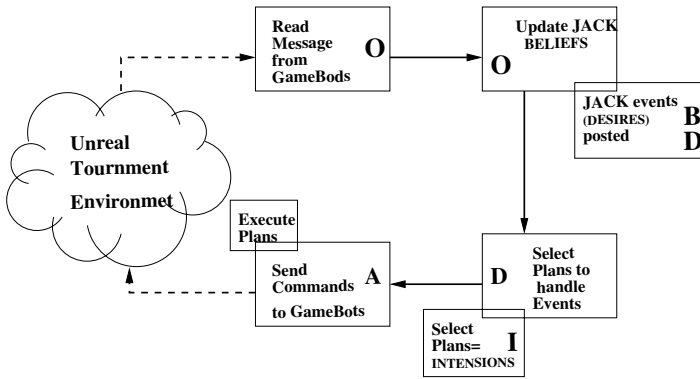 Read
Message
from
GameBods
O
Update JACK
BELIEFS
O
JACK events
(DESIRES)
posted
B
D
Unreal
Tournment
Environmet
Execute
Plans
Send
Commands
to GameBots
A
D
Select
Plans to
handle
Events
Select
Plans=
INTENSIONS
I